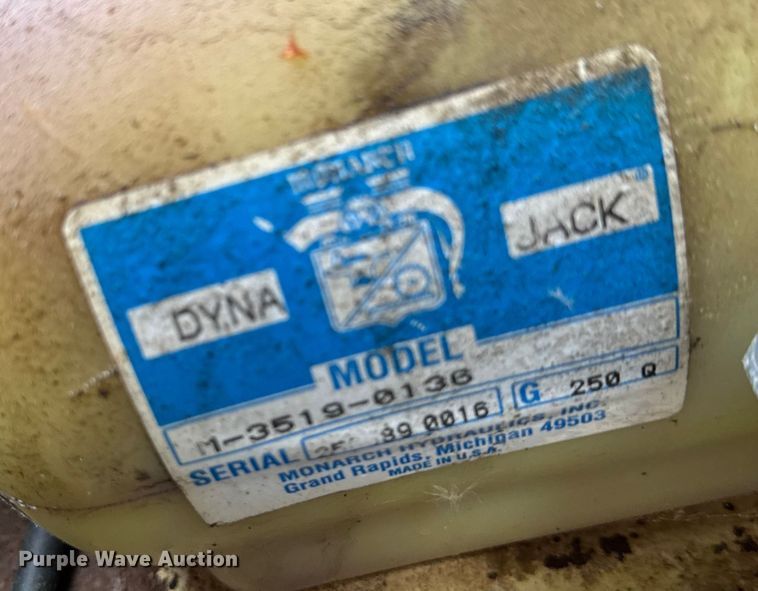 MONARCH
DYNA JACK
MODEL
M-3519-0136
SERIAL 89 0016 G 250 Q
MONARCH HYDRAULICS, INC.
Grand Rapids, Michigan 49503
MADE IN U.S.A.
Purple Wave Auction